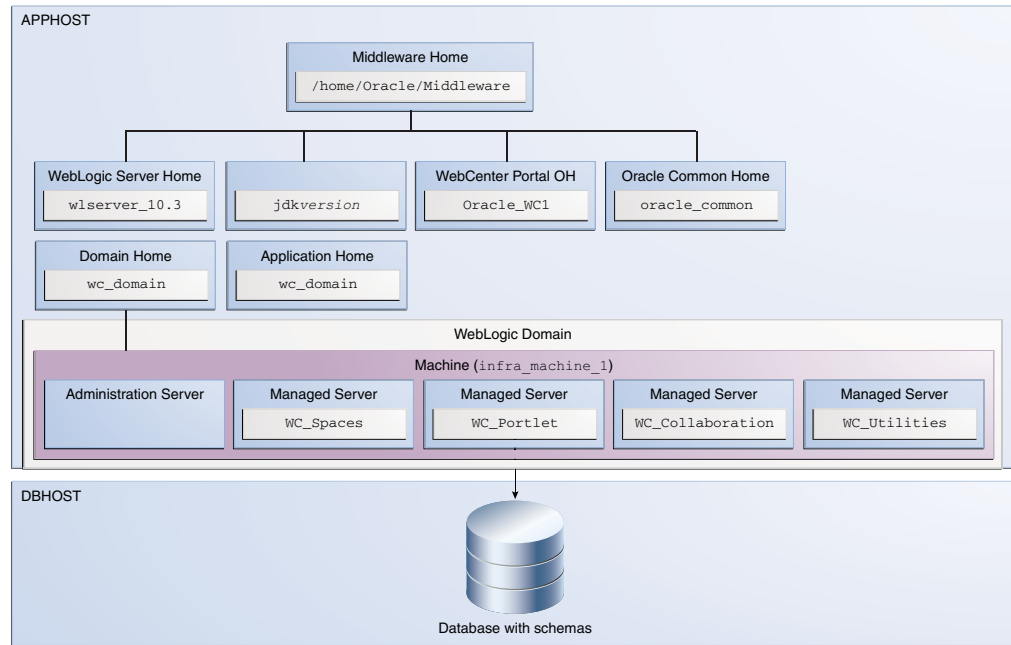 APPHOST
Middleware Home
/home/Oracle/Middleware
WebLogic Server Home
wlserver_10.3
jdkversion
WebCenter Portal OH
Oracle_WC1
Oracle Common Home
oracle_common
Domain Home
wc_domain
Application Home
wc_domain
WebLogic Domain
Machine (infra_machine_1)
Administration Server
Managed Server
WC_Spaces
Managed Server
WC_Portlet
Managed Server
WC_Collaboration
Managed Server
WC_Utilities
DBHOST
Database with schemas